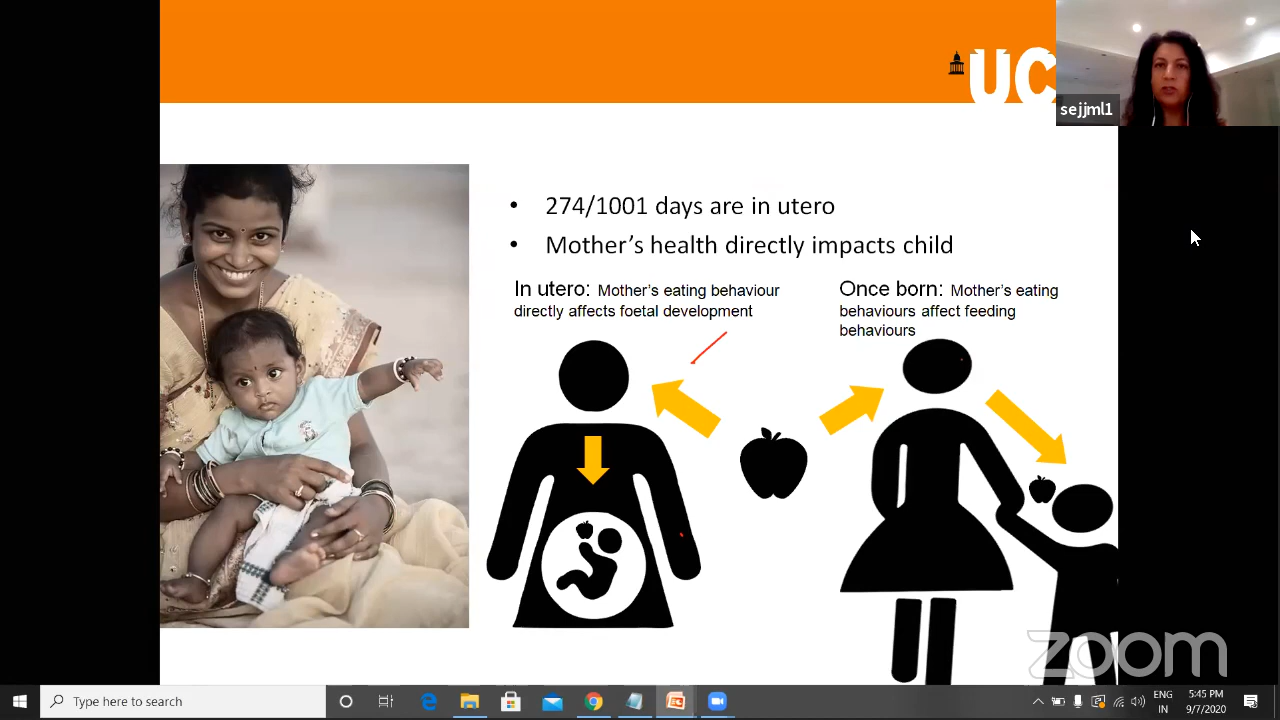 UC
sejjml1
• 274/1001 days are in utero
• Mother's health directly impacts child
In utero: Mother's eating behaviour
directly affects foetal development
Once born: Mother's eating
behaviours affect feeding
behaviours
zoom
Type here to search
ENG
IN
5:45 PM
9/7/2020